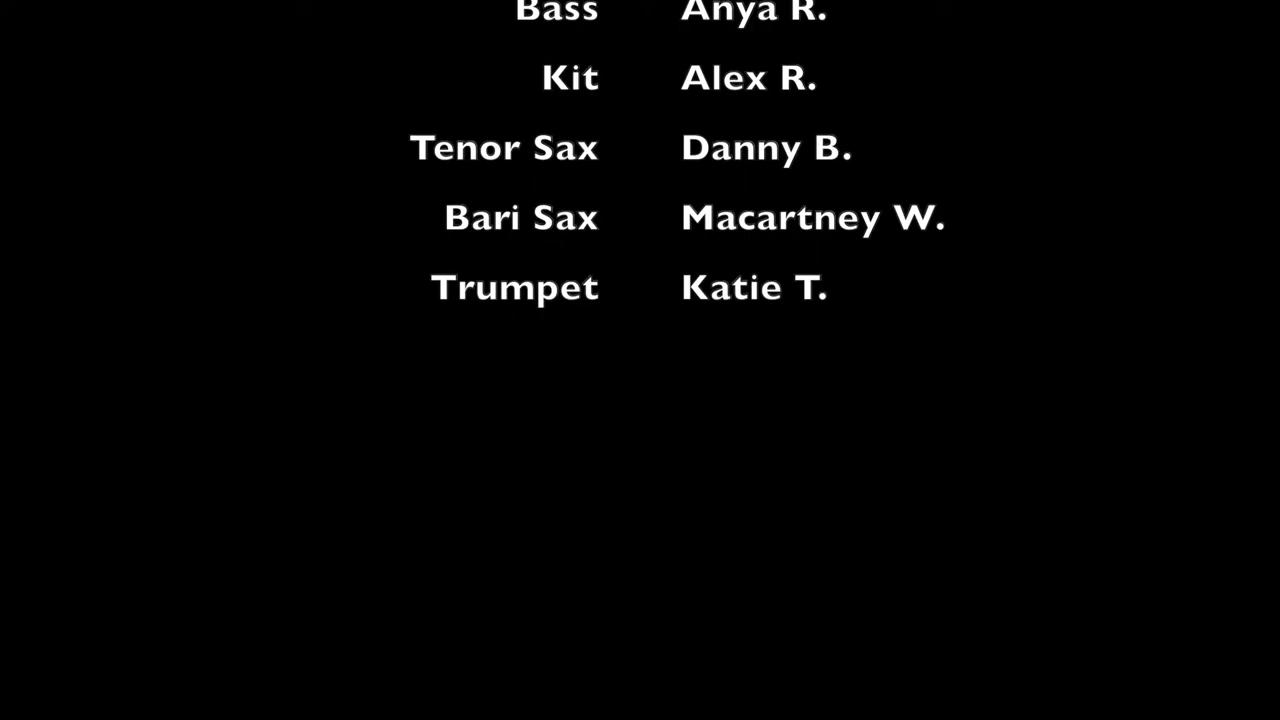 Bass Anya R.
Kit Alex R.
Tenor Sax Danny B.
Bari Sax Macartney W.
Trumpet Katie T.